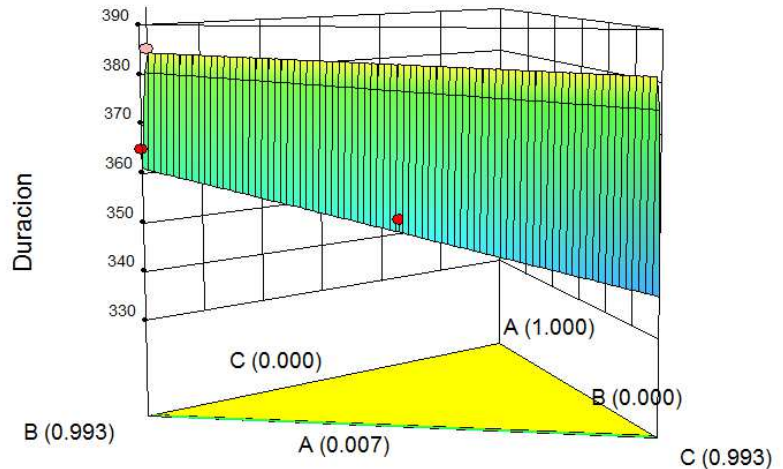 390
380
370
360
350
340
330
Duracion
A (1.000)
C (0.000)
B (0.000)
B (0.993)
A (0.007)
C (0.993)